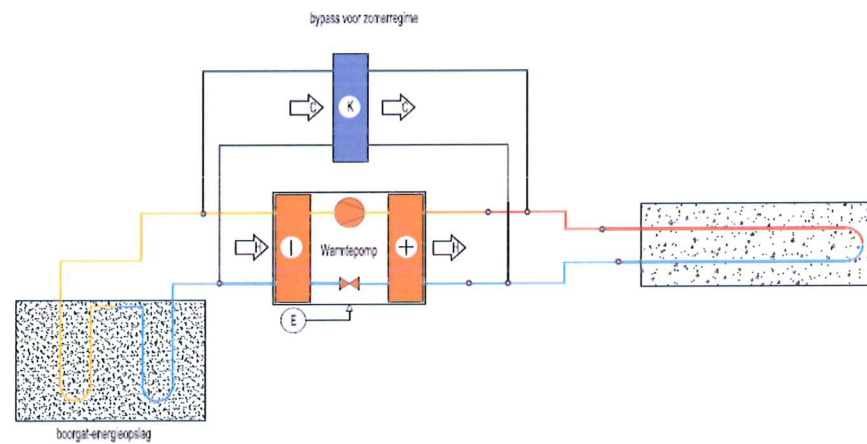 bypass voor zomerregime
C
K
C
H
I
Warmtepomp
+
H
E
boorgat-energieopslag